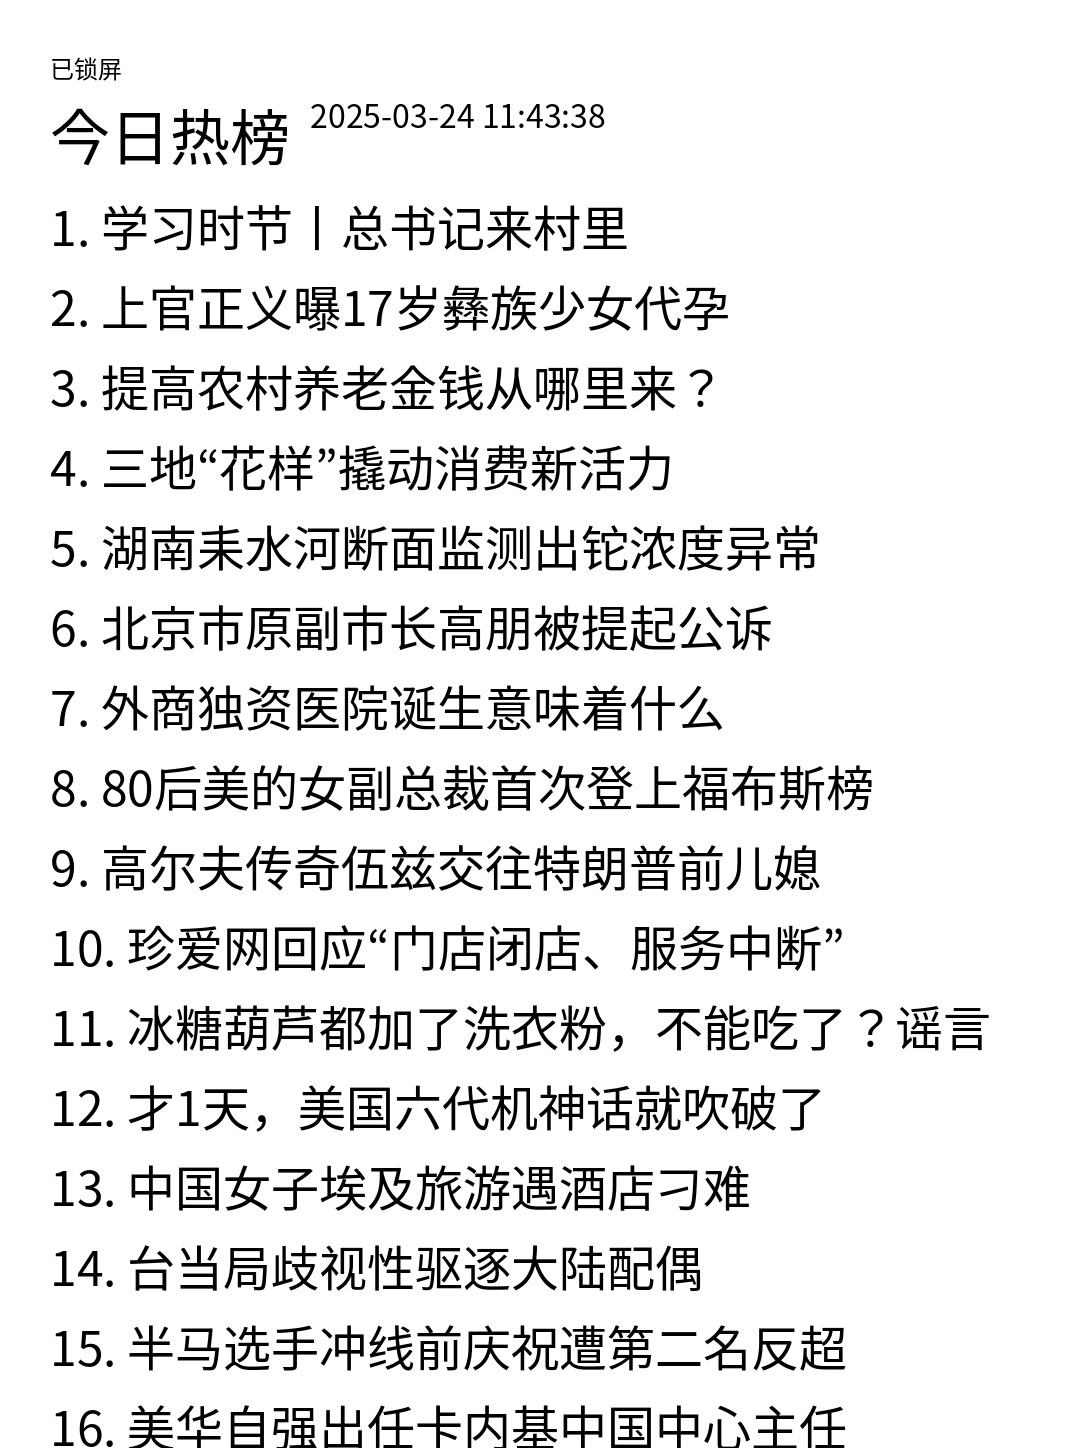 已锁屏
今日热榜 2025-03-24 11:43:38
1. 学习时节丨总书记来村里
2. 上官正义曝17岁彝族少女代孕
3. 提高农村养老金钱从哪里来？
4. 三地“花样”撬动消费新活力
5. 湖南耒水河断面监测出铊浓度异常
6. 北京市原副市长高朋被提起公诉
7. 外商独资医院诞生意味着什么
8. 80后美的女副总裁首次登上福布斯榜
9. 高尔夫传奇伍兹交往特朗普前儿媳
10. 珍爱网回应“门店闭店、服务中断”
11. 冰糖葫芦都加了洗衣粉，不能吃了？谣言
12. 才1天，美国六代机神话就吹破了
13. 中国女子埃及旅游遇酒店刁难
14. 台当局歧视性驱逐大陆配偶
15. 半马选手冲线前庆祝遭第二名反超
16. 美华自强出任卡内基中国中心主任